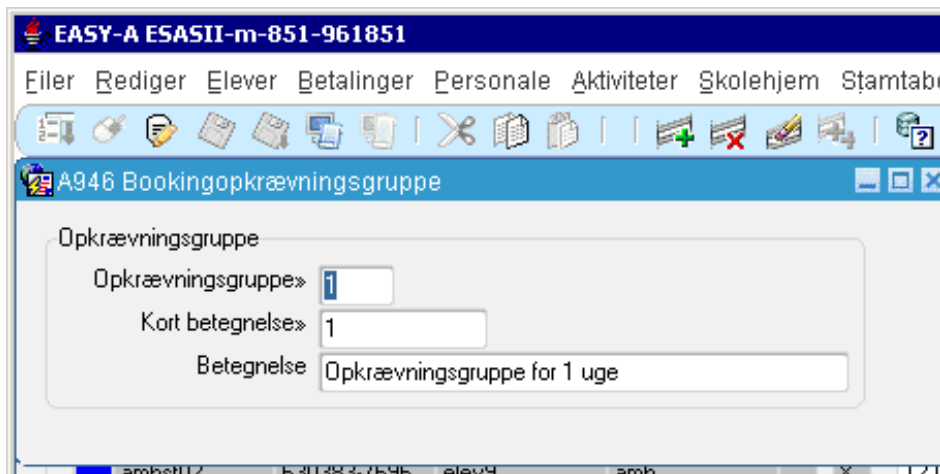 EASY-A ESASII-m-851-961851
Filer Rediger Elever Betalinger Personale Aktiviteter Skolehjem Stamtabe
A946 Bookingopkrævningsgruppe
Opkrævningsgruppe
Opkrævningsgruppe» 1
Kort betegnelse» 1
Betegnelse Opkrævningsgruppe for 1 uge